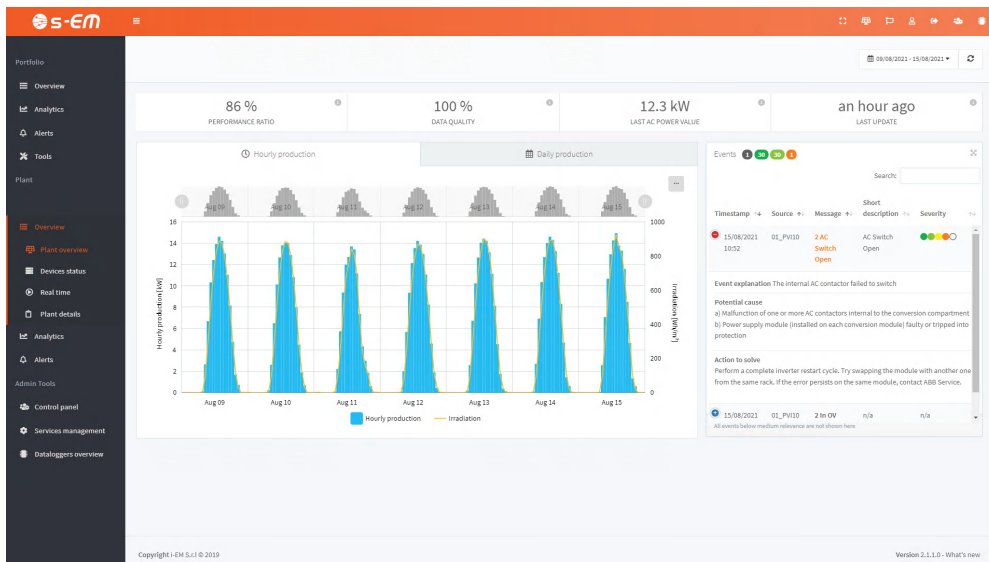 s-EM
Portfolio
Overview
Analytics
Alerts
Tools
Plant
Overview
Plant overview
Devices status
Real time
Plant details
Analytics
Alerts
Admin Tools
Control panel
Services management
Dataloggers overview
09/08/2021 - 15/08/2021
86 %
PERFORMANCE RATIO
100 %
DATA QUALITY
12.3 kW
LAST AC POWER VALUE
an hour ago
LAST UPDATE
Hourly production
Daily production
Aug 09 Aug 10 Aug 11 Aug 12 Aug 13 Aug 14 Aug 15
Hourly production [kW]
16
14
12
10
8
6
4
2
0
1000
800
600
400
200
0
Irradiation [Wh/m²]
Aug 09 Aug 10 Aug 11 Aug 12 Aug 13 Aug 14 Aug 15
Hourly production Irradiation
Events 1 30 30 1
Search:
Timestamp Source Message Short description Severity
15/08/2021 01_PVI10 2 AC AC Switch
10:52 Switch Open
Open
Event explanation The internal AC contactor failed to switch
Potential cause
a) Malfunction of one or more AC contactors internal to the conversion compartment
b) Power supply module (Installed on each conversion module) faulty or tripped into
protection
Action to solve
Perform a complete inverter restart cycle. Try swapping the module with another one
from the same rack. If the error persists on the same module, contact ABB Service.
15/08/2021 01_PVI10 2 In OV n/a n/a
All events below medium relevance are not shown here
Copyright i-EM S.r.l © 2019
Version 2.1.1.0 - What's new